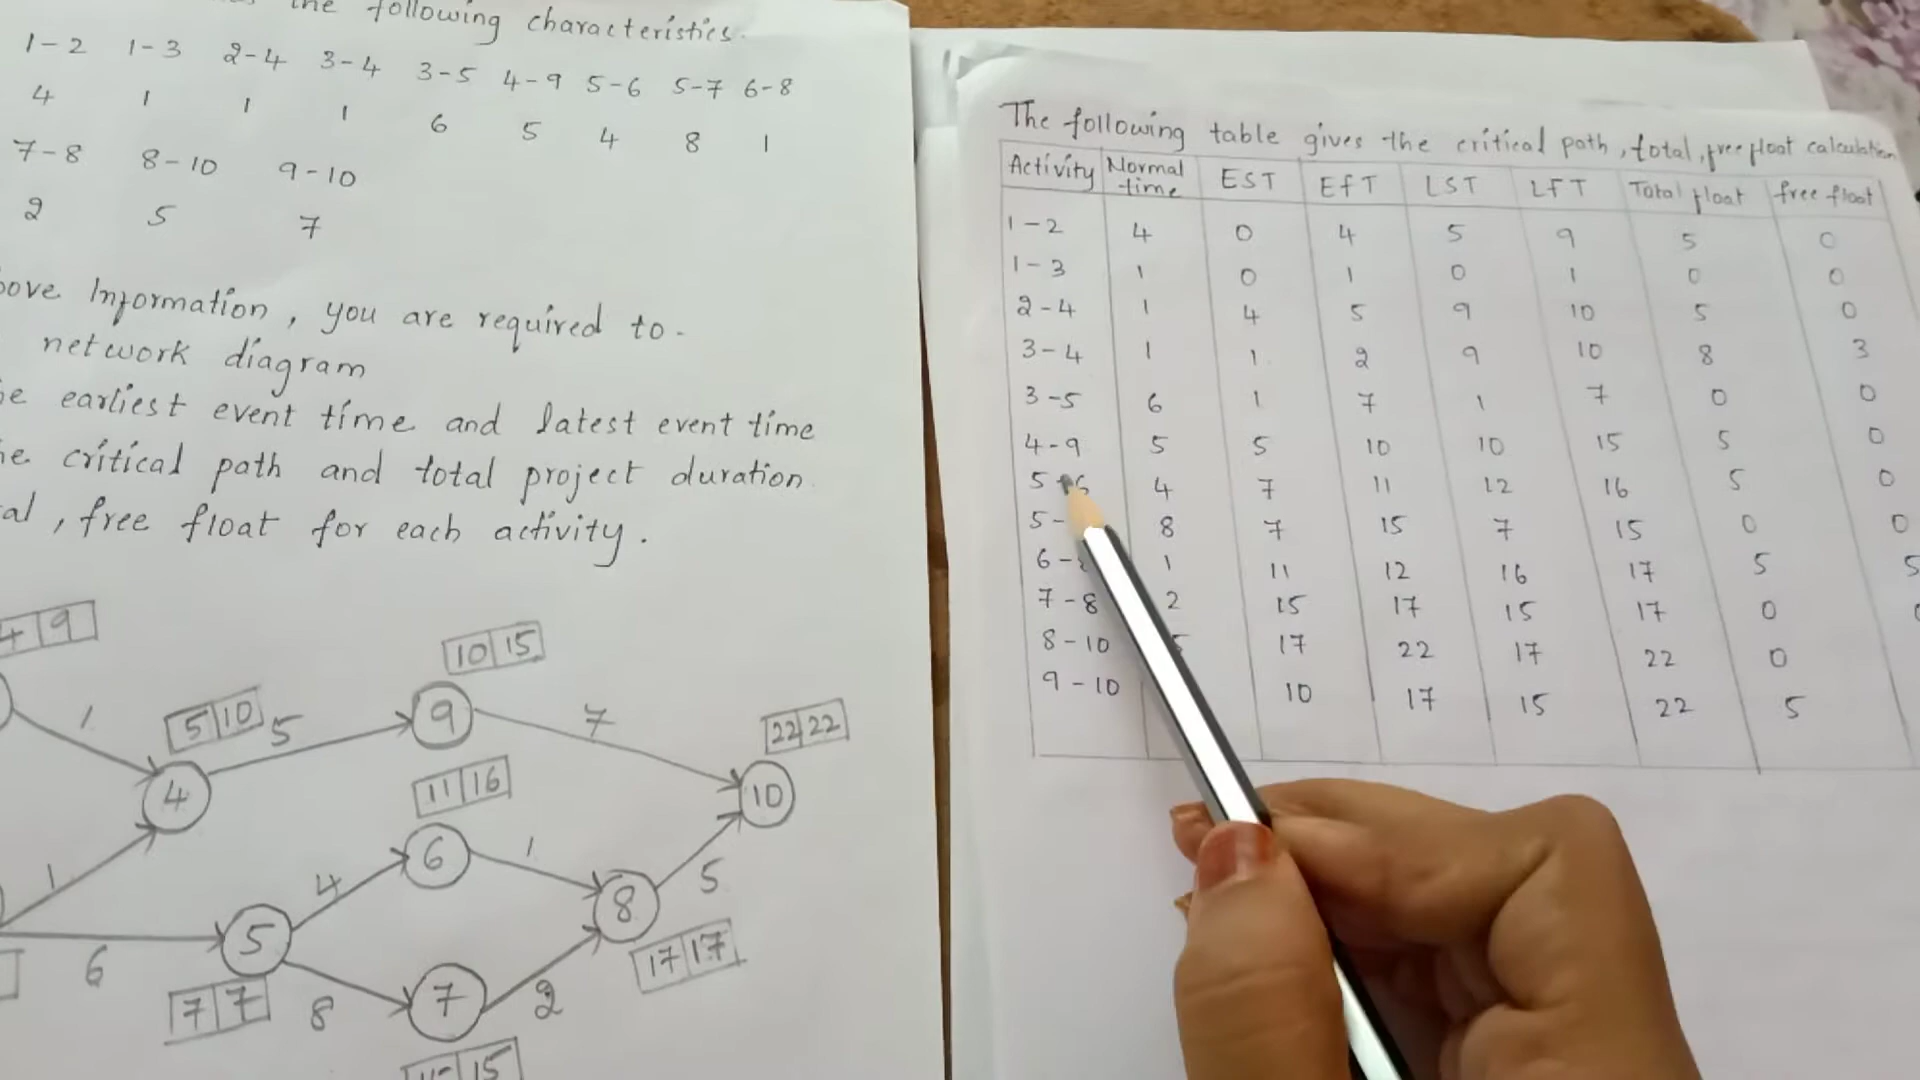 the following characteristics.
1-2 1-3 2-4 3-4 3-5 4-9 5-6 5-7 6-8
4 1 1 1 6 5 4 8 1
7-8 8-10 9-10
2 5 7
Information, you are required to-
network diagram
earliest event time and latest event time
critical path and total project duration.
, free float for each activity.
4 9
1
5 10
5
10 15
9
7
22 22
4
11 16
10
1
6
1
4
8
5
5
6
17 17
7 7
8
7
2
15
The following table gives the critical path, total, free float calculation
Activity Normal time EST EFT LST LFT Total float free float
1-2 4 0 4 5 9 5 0
1-3 1 0 1 0 1 0 0
2-4 1 4 5 9 10 5 0
3-4 1 1 2 9 10 8 3
3-5 6 1 7 1 7 0 0
4-9 5 5 10 10 15 5 0
5-6 4 7 11 12 16 5 0
5- 8 7 15 7 15 0 0
6- 1 11 12 16 17 5 5
7-8 2 15 17 15 17 0
8-10 17 22 17 22 0
9-10 10 17 15 22 5